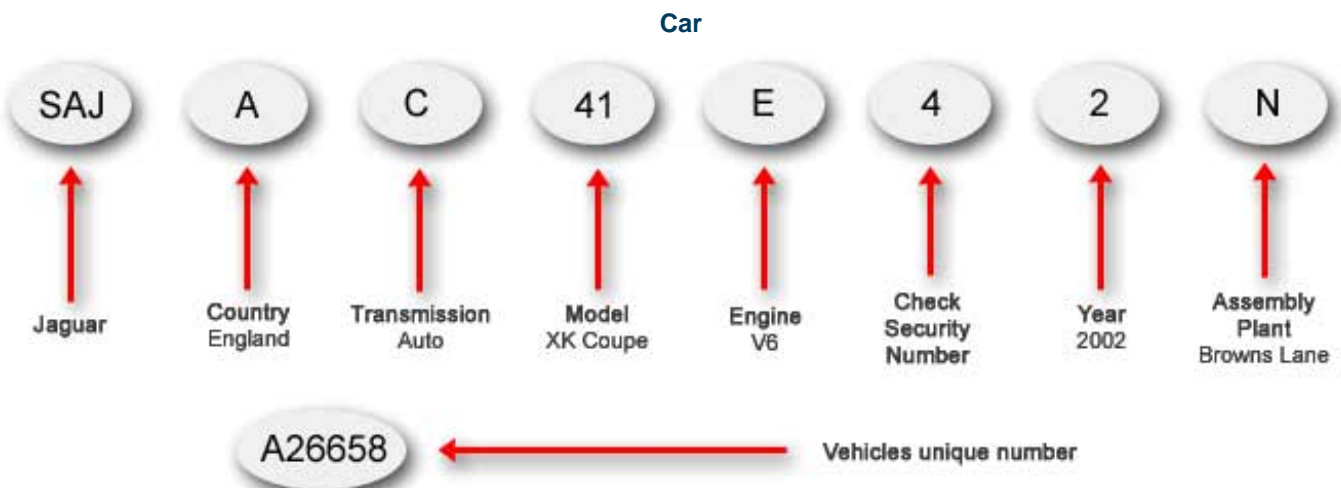 Car
SAJ A C 41 E 4 2 N
Jaguar
Country
England
Transmission
Auto
Model
XK Coupe
Engine
V6
Check
Security
Number
Year
2002
Assembly
Plant
Browns Lane
A26658 Vehicles unique number